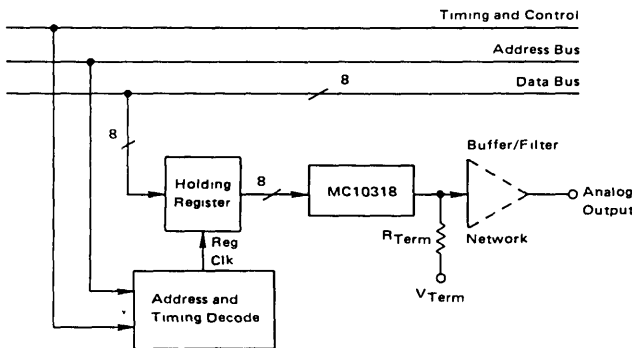 Timing and Control
Address Bus
8
Data Bus
8
Buffer/Filter
Holding
Register
8
MC10318
Analog
Output
RTerm
Network
Reg
Clk
VTerm
Address and
Timing Decode